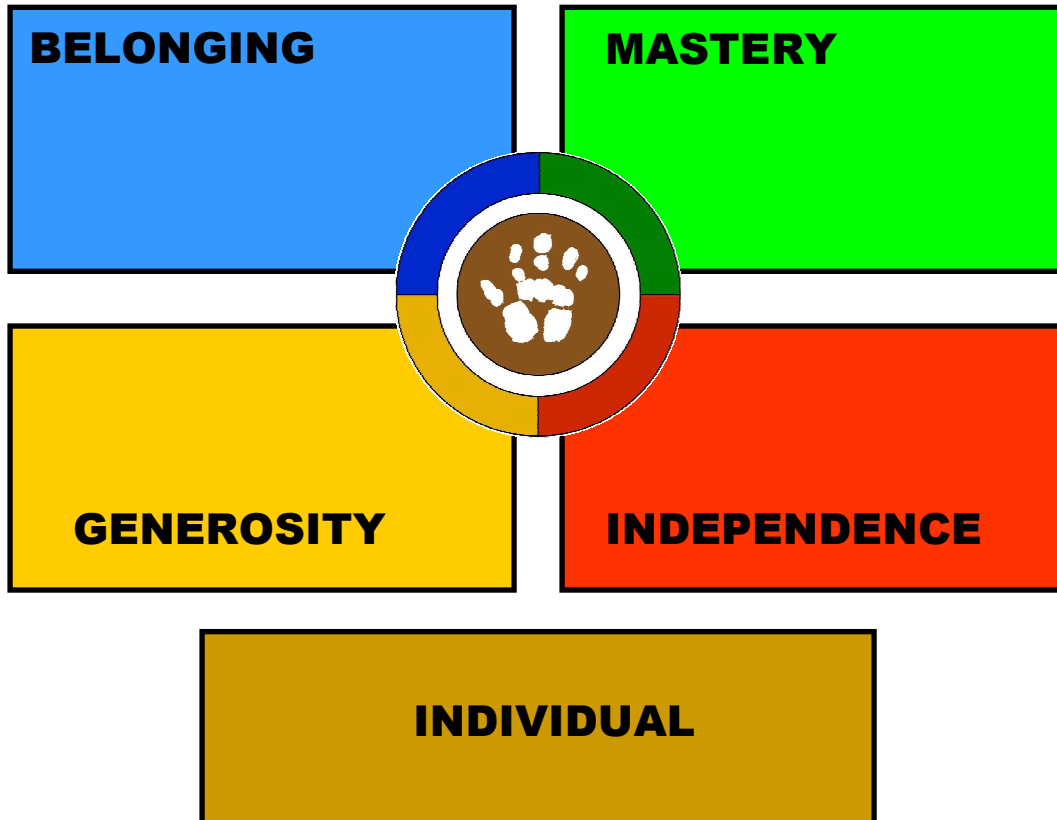 BELONGING
MASTERY
GENEROSITY
INDEPENDENCE
INDIVIDUAL